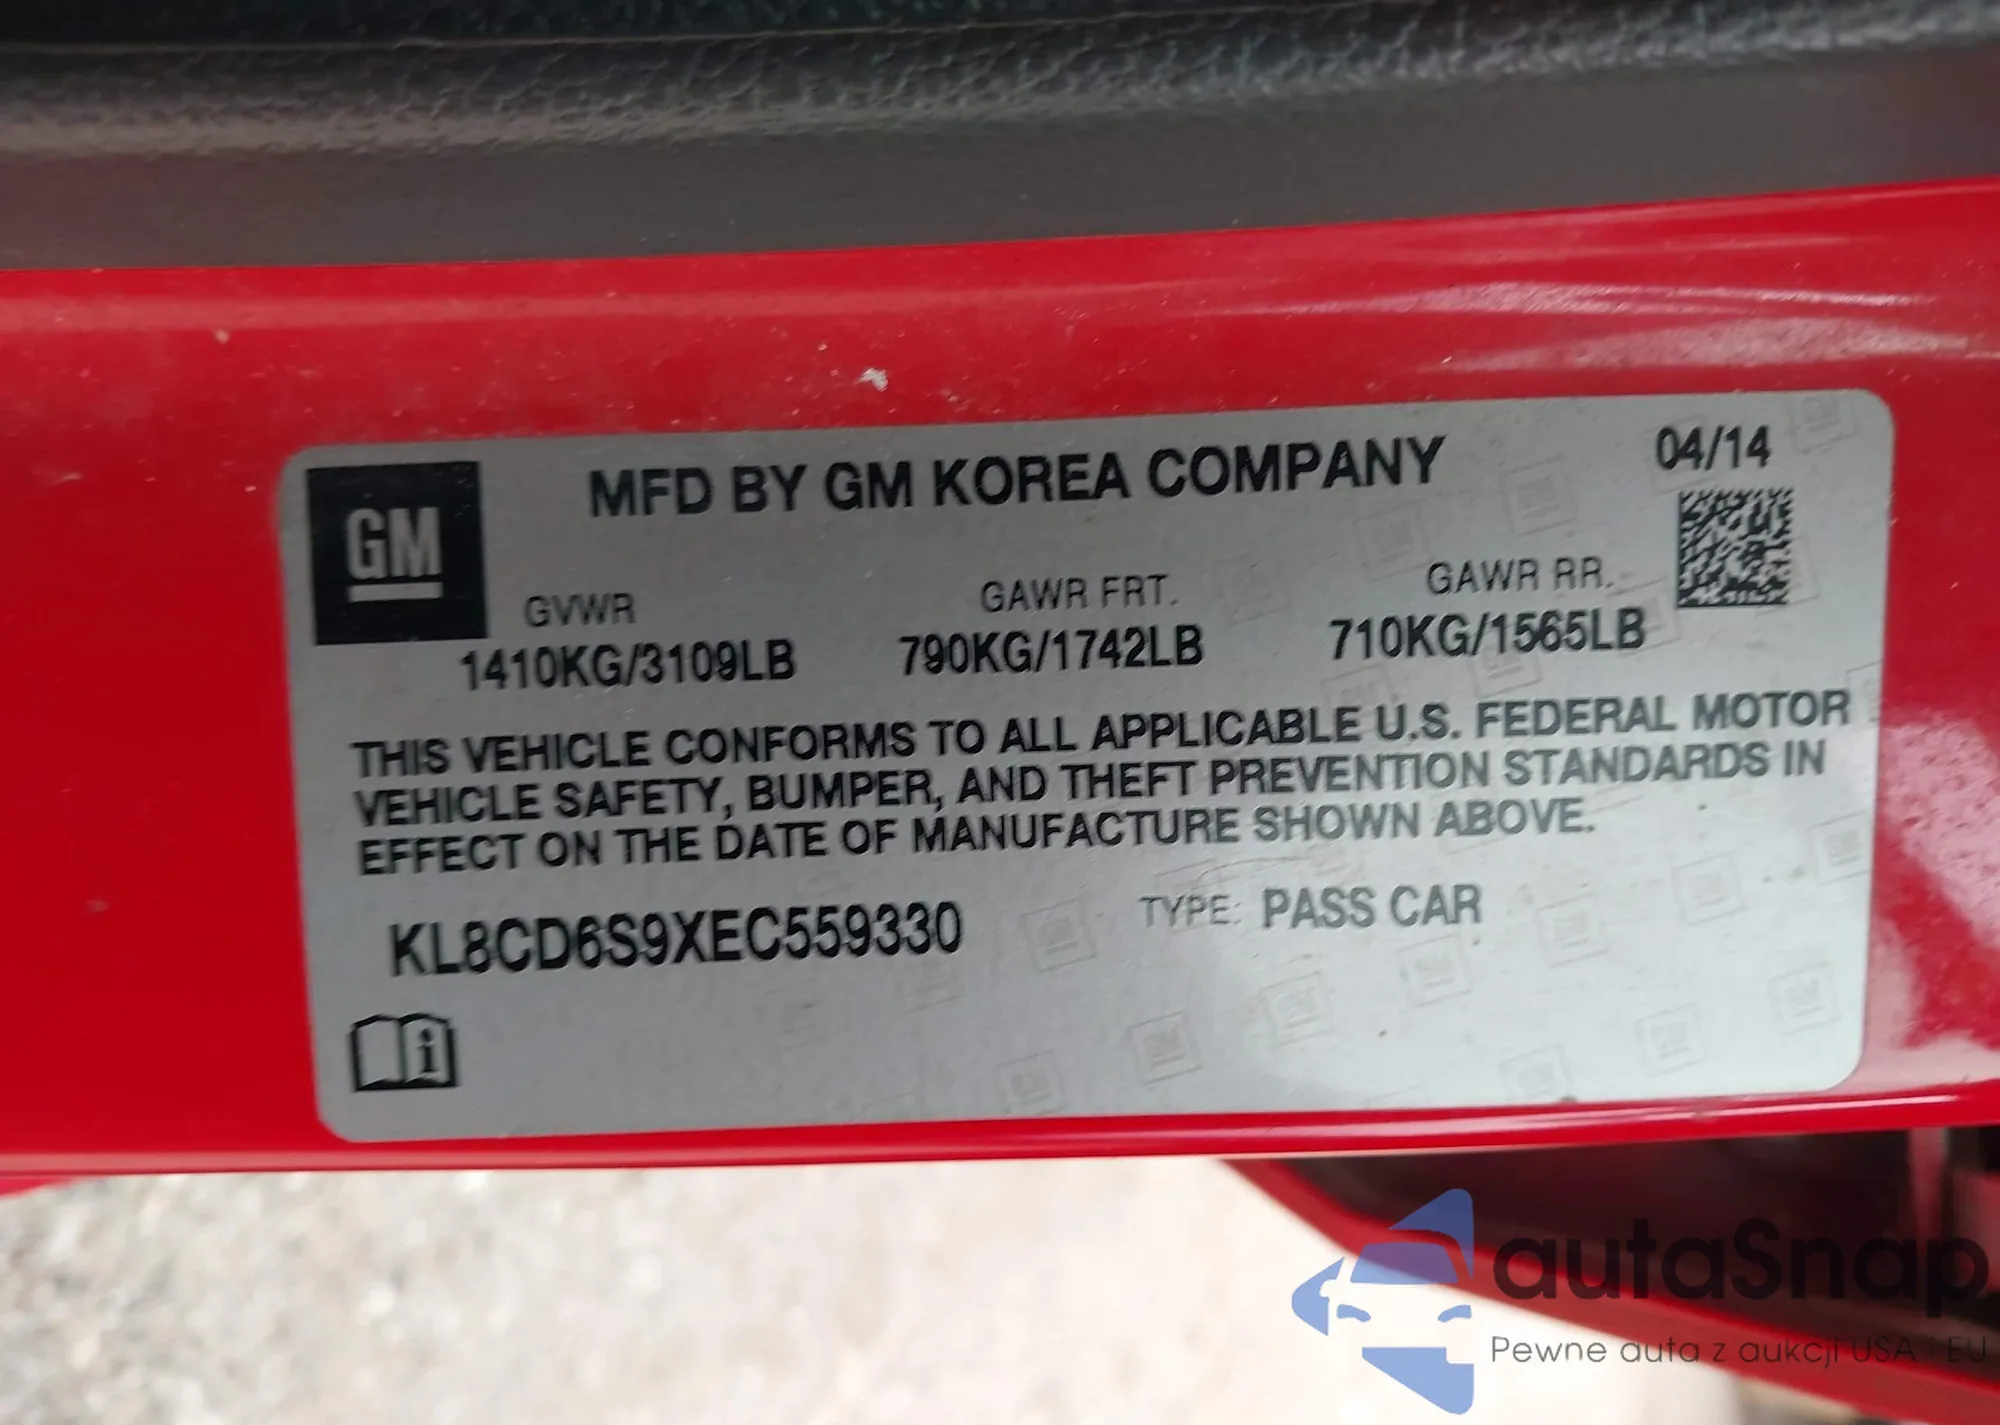 MFD BY GM KOREA COMPANY
04/14
GM
GVWR
GAWR FRT.
GAWR RR.
1410KG/3109LB
790KG/1742LB
710KG/1565LB
THIS VEHICLE CONFORMS TO ALL APPLICABLE U.S. FEDERAL MOTOR
VEHICLE SAFETY, BUMPER, AND THEFT PREVENTION STANDARDS IN
EFFECT ON THE DATE OF MANUFACTURE SHOWN ABOVE.
KL8CD6S9XEC559330
TYPE: PASS CAR
i
autaSnap
Pewne auta z aukcji USA i EU